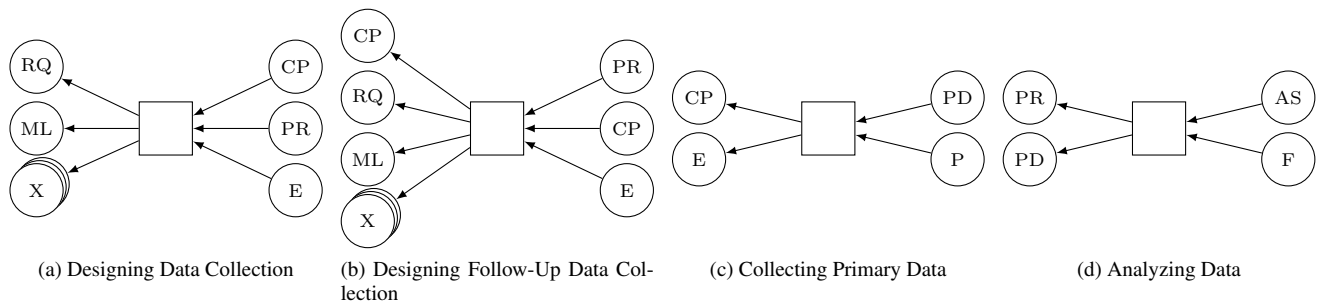 RQ
ML
X
CP
PR
E
(a) Designing Data Collection
CP
RQ
ML
X
PR
CP
E
(b) Designing Follow-Up Data Col-
lection
CP
E
PD
P
(c) Collecting Primary Data
PR
PD
AS
F
(d) Analyzing Data